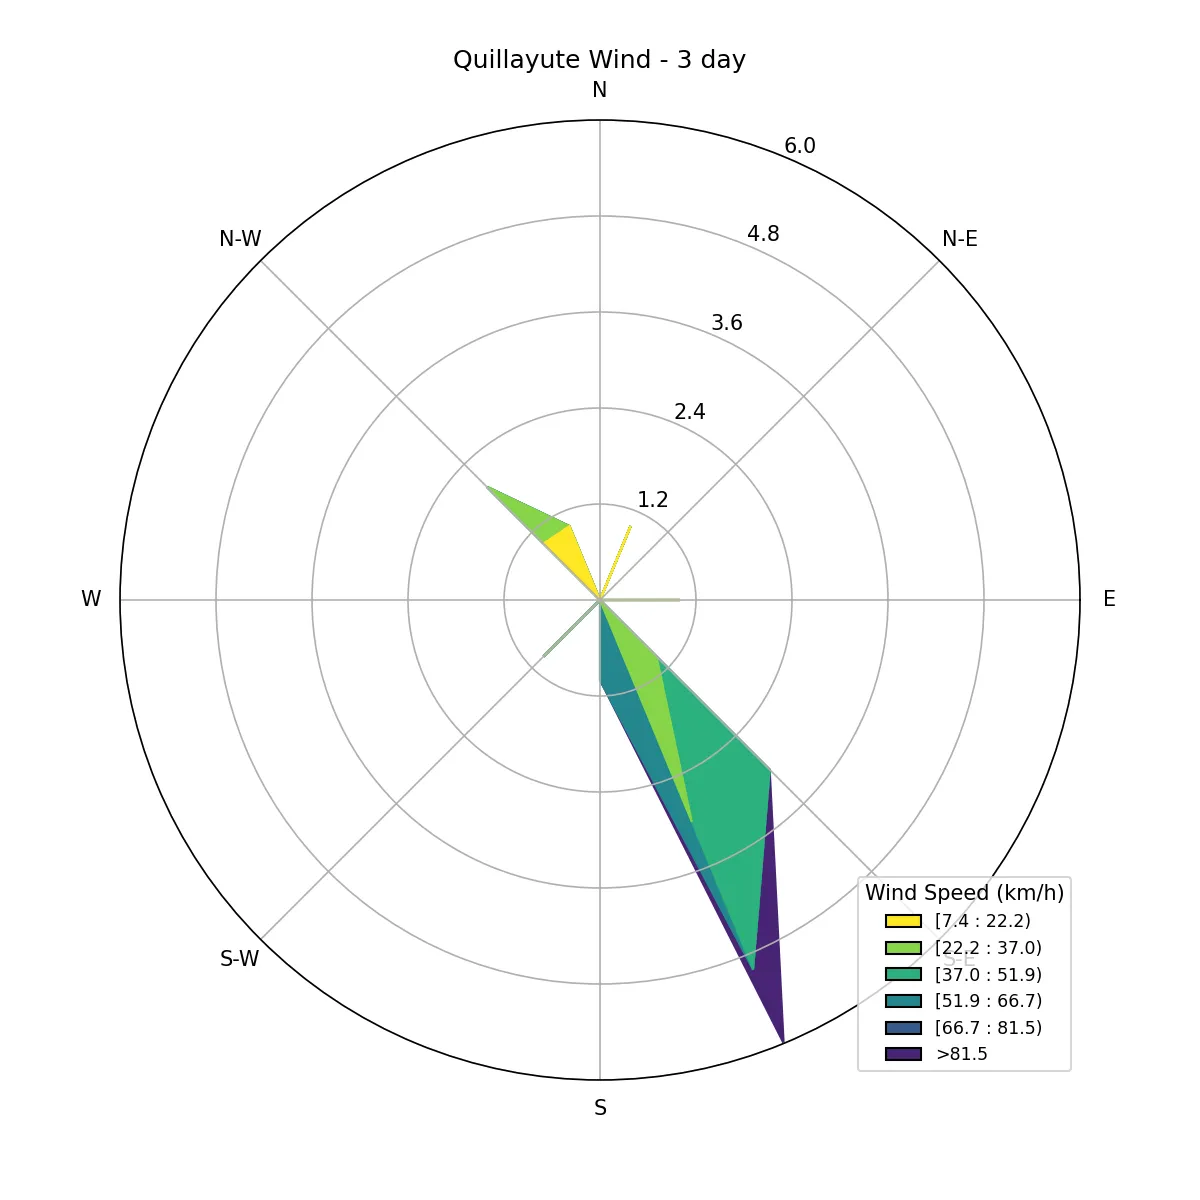 Quillayute Wind - 3 day
N
6.0
4.8
N-W
N-E
3.6
2.4
1.2
W
E
Wind Speed (km/h)
[7.4 : 22.2)
[22.2 : 37.0)
S-W
S-E
[37.0 : 51.9)
[51.9 : 66.7)
[66.7 : 81.5)
>81.5
S